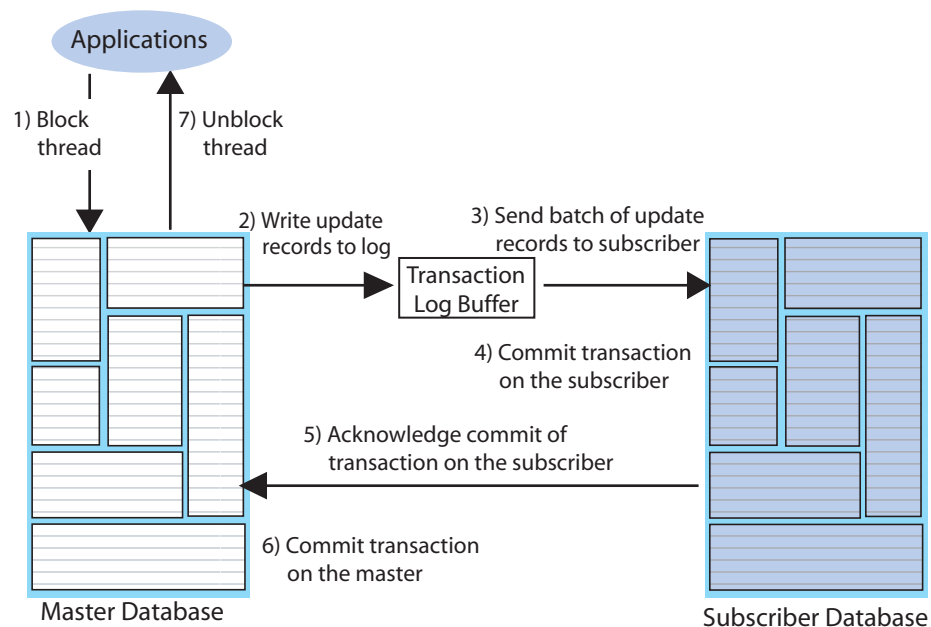 Applications
1) Block
thread
7) Unblock
thread
2) Write update
records to log
3) Send batch of update
records to subscriber
Transaction
Log Buffer
4) Commit transaction
on the subscriber
5) Acknowledge commit of
transaction on the subscriber
6) Commit transaction
on the master
Master Database
Subscriber Database